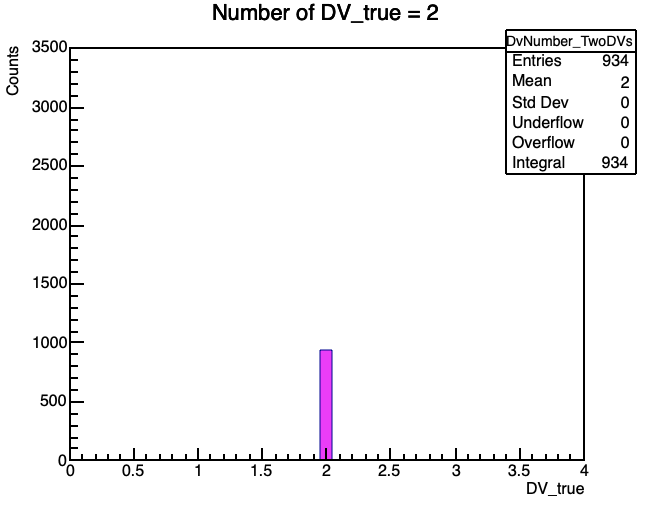 Number of DV_true = 2
DvNumber_TwoDVs
Entries 934
Mean 2
Std Dev 0
Underflow 0
Overflow 0
Integral 934
Counts
3500
3000
2500
2000
1500
1000
500
0
0 0.5 1 1.5 2 2.5 3 3.5 4
DV_true